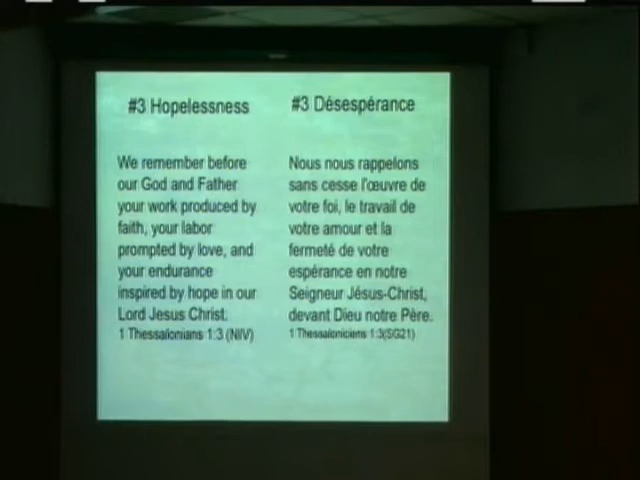 #3 Hopelessness
We remember before
our God and Father
your work produced by
faith, your labor
prompted by love, and
your endurance
inspired by hope in our
Lord Jesus Christ.
1 Thessalonians 1:3 (NIV)
#3 Désespérance
Nous nous rappelons
sans cesse l'œuvre de
votre foi, le travail de
votre amour et la
fermeté de votre
espérance en notre
Seigneur Jésus-Christ,
devant Dieu notre Père.
1 Thessaloniciens 1:3(SG21)